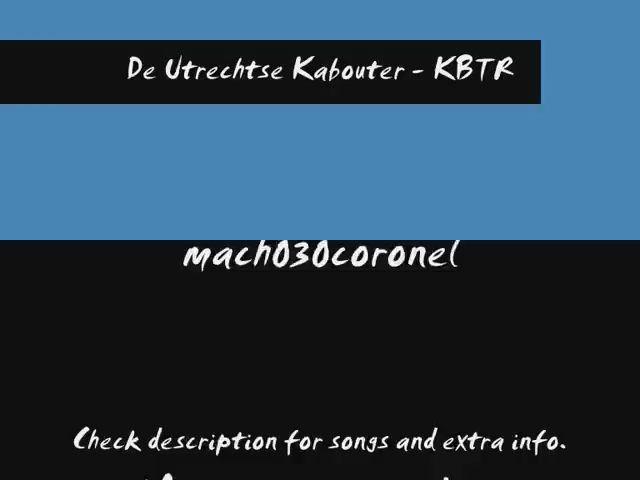 De Utrechtse Kabouter - KBTR
mach030coronel
Check description for songs and extra info.